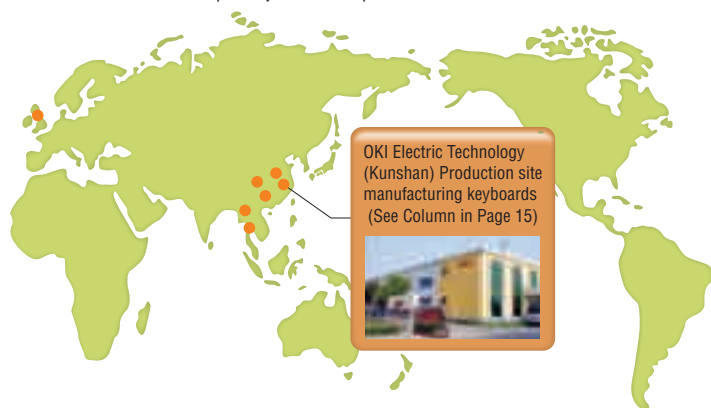 OKI Electric Technology
(Kunshan) Production site
manufacturing keyboards
(See Column in Page 15)